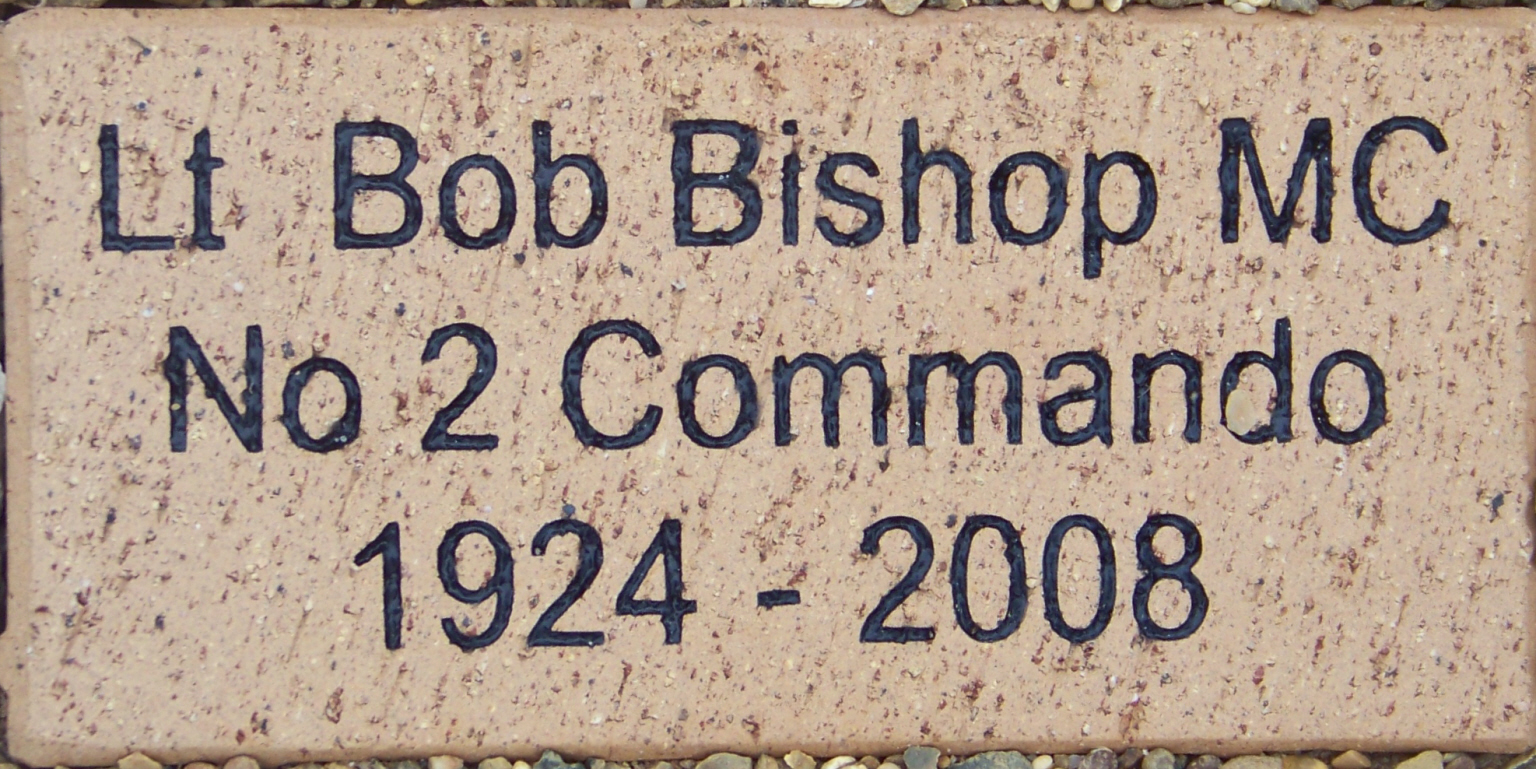 Lt Bob Bishop MC
No 2 Commando
1924 - 2008